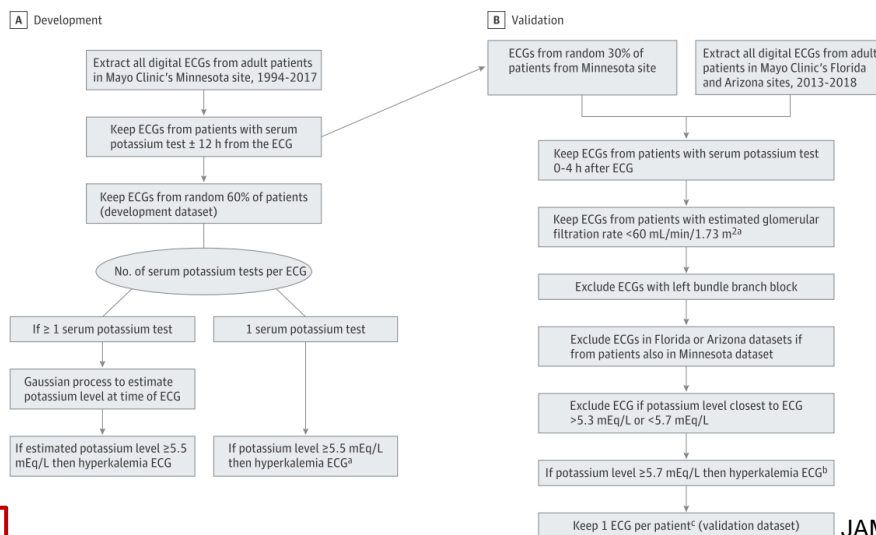 A Development
Extract all digital ECGs from adult patients
in Mayo Clinic's Minnesota site, 1994-2017
Keep ECGs from patients with serum
potassium test ± 12 h from the ECG
Keep ECGs from random 60% of patients
(development dataset)
No. of serum potassium tests per ECG
If ≥ 1 serum potassium test
1 serum potassium test
Gaussian process to estimate
potassium level at time of ECG
If estimated potassium level ≥5.5
mEq/L then hyperkalemia ECG
If potassium level ≥5.5 mEq/L
then hyperkalemia ECGa
B Validation
ECGs from random 30% of
patients from Minnesota site
Extract all digital ECGs from adult
patients in Mayo Clinic's Florida
and Arizona sites, 2013-2018
Keep ECGs from patients with serum potassium test
0-4 h after ECG
Keep ECGs from patients with estimated glomerular
filtration rate <60 mL/min/1.73 m2a
Exclude ECGs with left bundle branch block
Exclude ECGs in Florida or Arizona datasets if
from patients also in Minnesota dataset
Exclude ECG if potassium level closest to ECG
>5.3 mEq/L or <5.7 mEq/L
If potassium level ≥5.7 mEq/L then hyperkalemia ECGb
Keep 1 ECG per patientc (validation dataset)
JAM